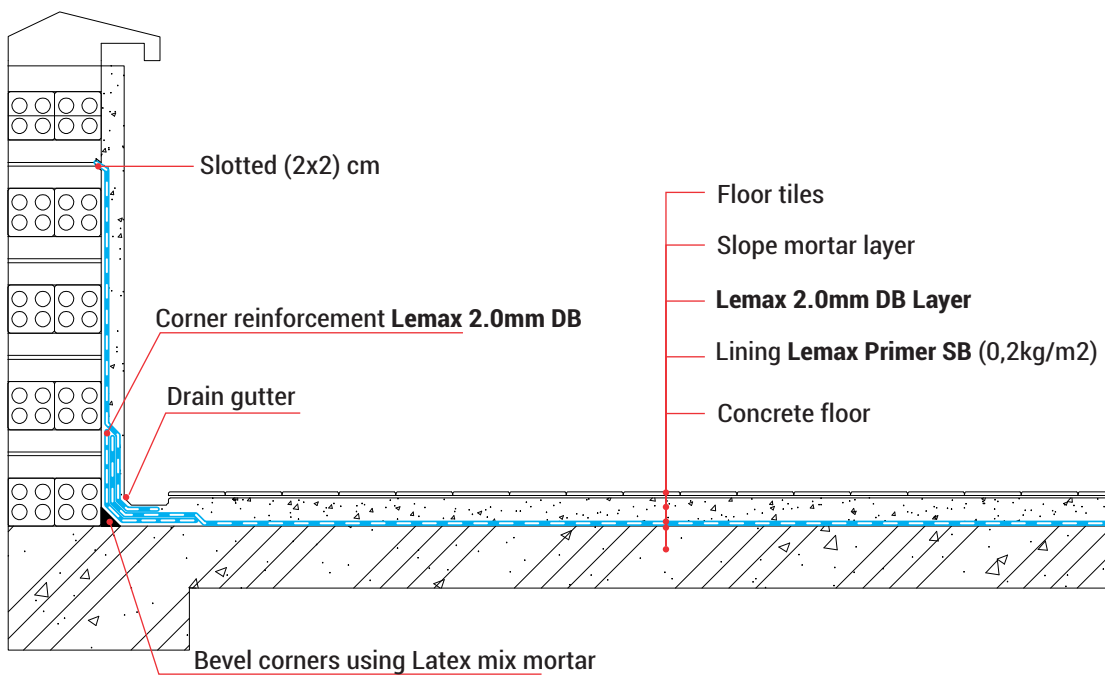 Slotted (2x2) cm
Floor tiles
Slope mortar layer
Lemax 2.0mm DB Layer
Corner reinforcement Lemax 2.0mm DB
Lining Lemax Primer SB (0,2kg/m2)
Drain gutter
Concrete floor
Bevel corners using Latex mix mortar